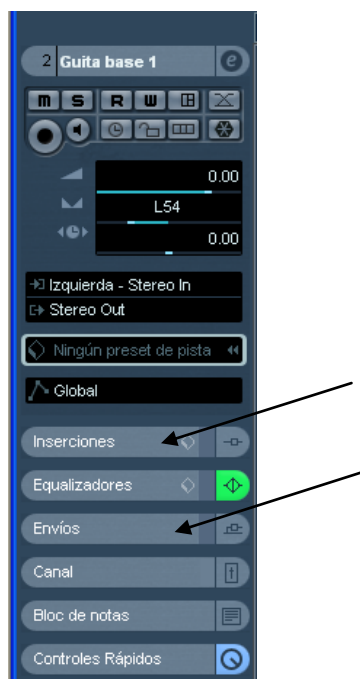 2 Guita base 1 e
M S R W
0.00
L54
0.00
Izquierda - Stereo In
Stereo Out
Ningún preset de pista
Global
Inserciones
Equalizadores
Envíos
Canal
Bloc de notas
Controles Rápidos